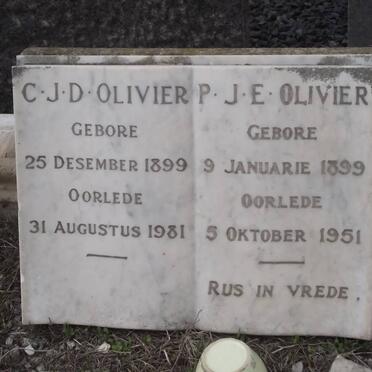 C.J.D. OLIVIER
GEBORE
25 DESEMBER 1899
OORLEDE
31 AUGUSTUS 1981
P.J.E. OLIVIER
GEBORE
9 JANUARIE 1899
OORLEDE
5 OKTOBER 1951
RUS IN VREDE.